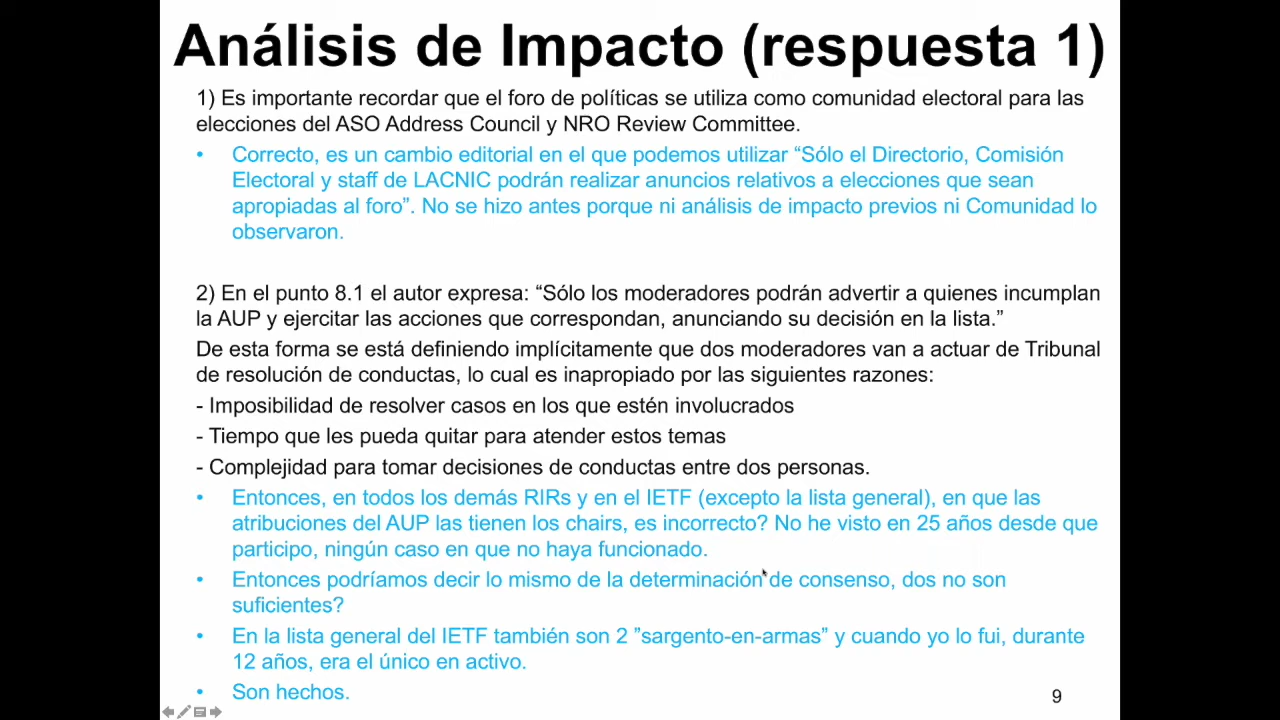 Análisis de Impacto (respuesta 1)
1) Es importante recordar que el foro de políticas se utiliza como comunidad electoral para las
elecciones del ASO Address Council y NRO Review Committee.
• Correcto, es un cambio editorial en el que podemos utilizar “Sólo el Directorio, Comisión
Electoral y staff de LACNIC podrán realizar anuncios relativos a elecciones que sean
apropiadas al foro”. No se hizo antes porque ni análisis de impacto previos ni Comunidad lo
observaron.
2) En el punto 8.1 el autor expresa: “Sólo los moderadores podrán advertir a quienes incumplan
la AUP y ejercitar las acciones que correspondan, anunciando su decisión en la lista.”
De esta forma se está definiendo implícitamente que dos moderadores van a actuar de Tribunal
de resolución de conductas, lo cual es inapropiado por las siguientes razones:
- Imposibilidad de resolver casos en los que estén involucrados
- Tiempo que les pueda quitar para atender estos temas
- Complejidad para tomar decisiones de conductas entre dos personas.
• Entonces, en todos los demás RIRs y en el IETF (excepto la lista general), en que las
atribuciones del AUP las tienen los chairs, es incorrecto? No he visto en 25 años desde que
participo, ningún caso en que no haya funcionado.
• Entonces podríamos decir lo mismo de la determinación de consenso, dos no son
suficientes?
• En la lista general del IETF también son 2 ”sargento-en-armas” y cuando yo lo fui, durante
12 años, era el único en activo.
• Son hechos.
9